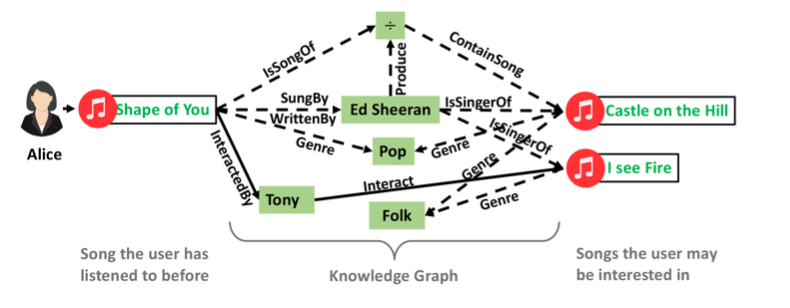 ÷
IsSongOf
ContainSong
Produce
SungBy
WrittenBy
Shape of You
Ed Sheeran
IsSingerOf
IsSingerOf
Castle on the Hill
Alice
Genre
Pop
Genre
Genre
I see Fire
InteractedBy
Tony
Interact
Folk
Genre
Song the user has
listened to before
Knowledge Graph
Songs the user may
be interested in